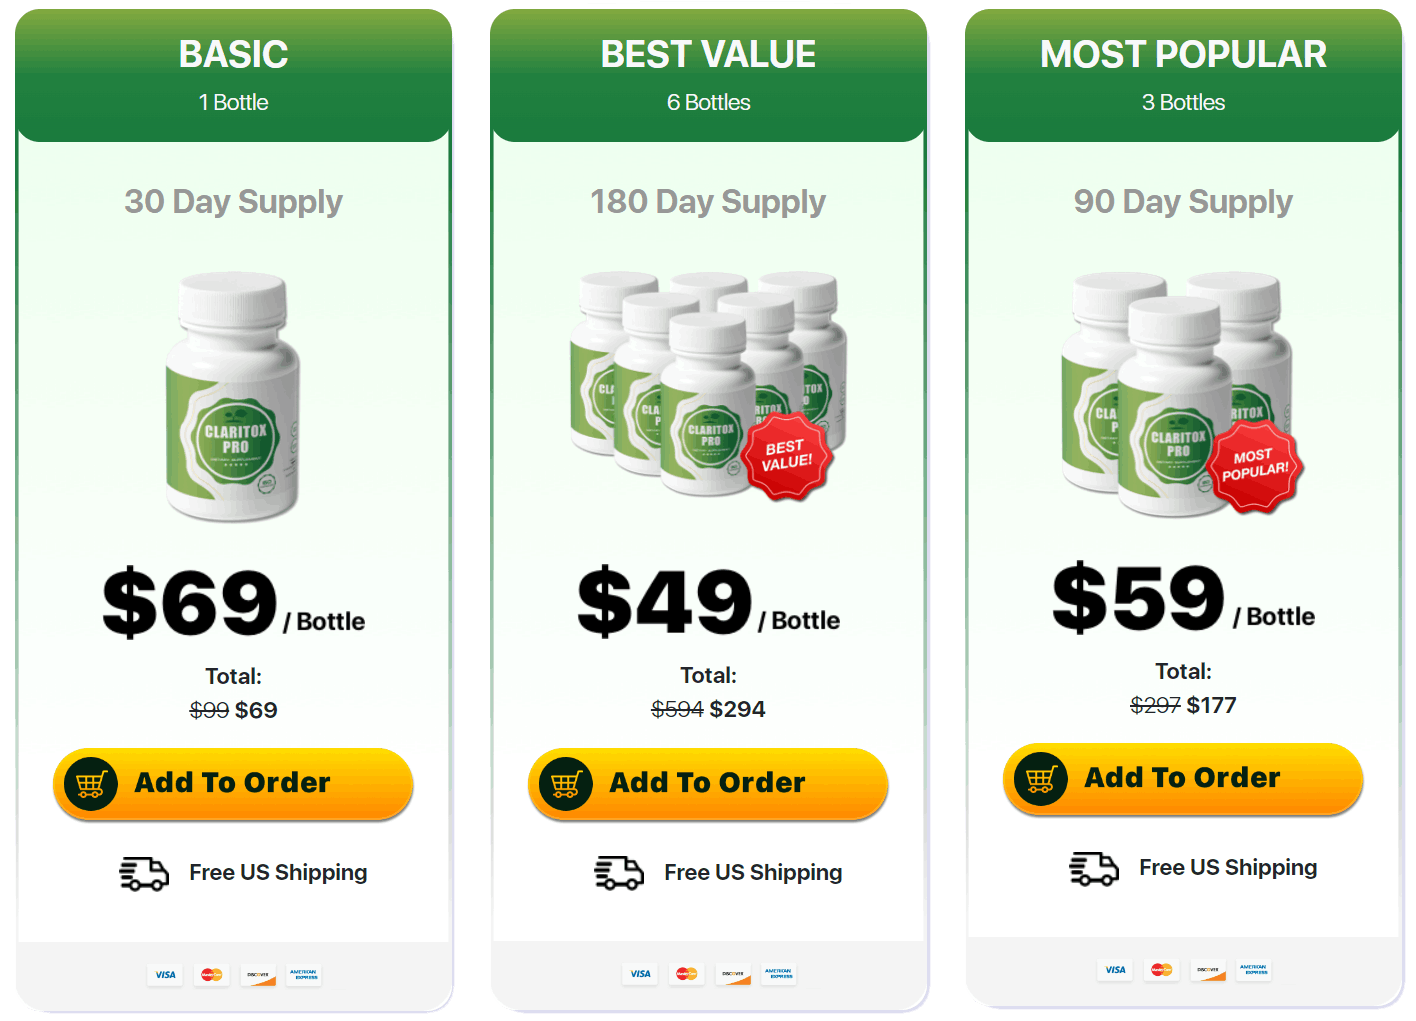 BASIC
1 Bottle
30 Day Supply
CLARITOX
PRO
$69 / Bottle
Total:
$99 $69
Add To Order
Free US Shipping
VISA
MasterCard
DISCOVER
AMERICAN
EXPRESS
BEST VALUE
6 Bottles
180 Day Supply
CLARITOX
PRO
BEST
VALUE!
$49 / Bottle
Total:
$594 $294
Add To Order
Free US Shipping
VISA
MasterCard
DISCOVER
AMERICAN
EXPRESS
MOST POPULAR
3 Bottles
90 Day Supply
CLARITOX
PRO
MOST
POPULAR!
$59 / Bottle
Total:
$297 $177
Add To Order
Free US Shipping
VISA
MasterCard
DISCOVER
AMERICAN
EXPRESS